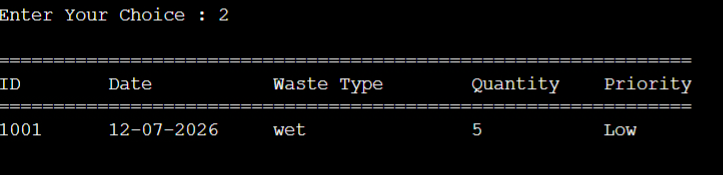 Enter Your Choice : 2
===============================================================
ID Date Waste Type Quantity Priority
===============================================================
1001 12-07-2026 wet 5 Low